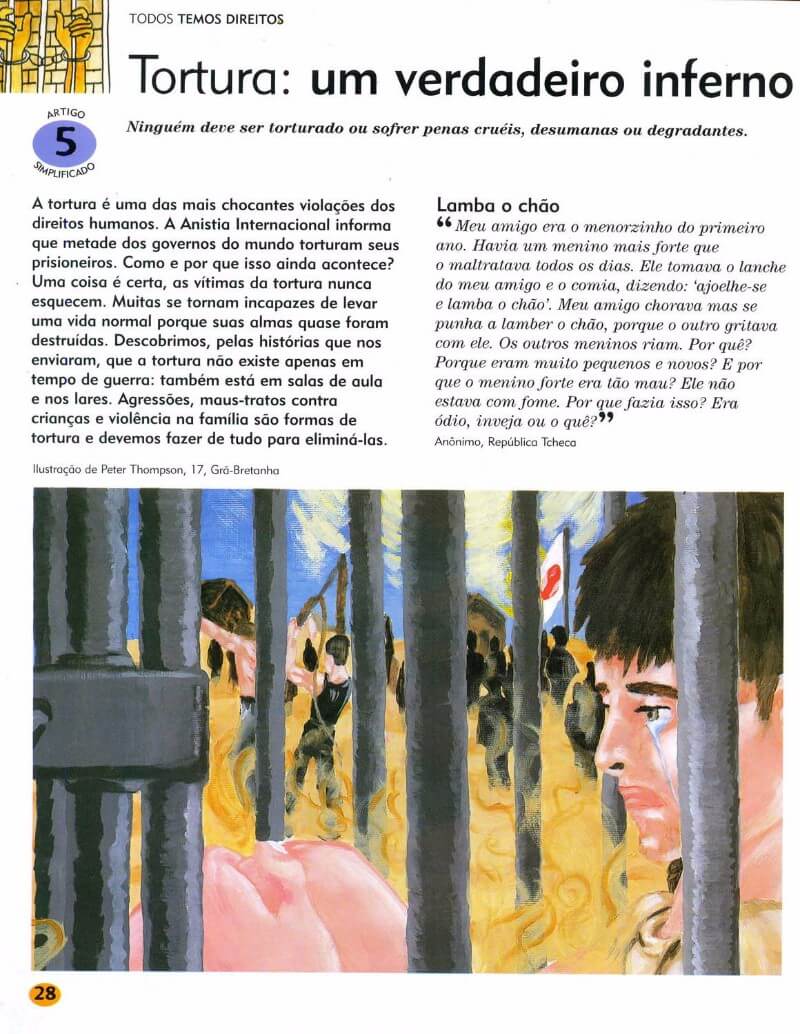 TODOS TEMOS DIREITOS
Tortura: um verdadeiro inferno
ARTIGO
5
SIMPLIFICADO
Ninguém deve ser torturado ou sofrer penas cruéis, desumanas ou degradantes.
A tortura é uma das mais chocantes violações dos
direitos humanos. A Anistia Internacional informa
que metade dos governos do mundo torturam seus
prisioneiros. Como e por que isso ainda acontece?
Uma coisa é certa, as vítimas da tortura nunca
esquecem. Muitas se tornam incapazes de levar
uma vida normal porque suas almas quase foram
destruídas. Descobrimos, pelas histórias que nos
enviaram, que a tortura não existe apenas em
tempo de guerra: também está em salas de aula
e nos lares. Agressões, maus-tratos contra
crianças e violência na família são formas de
tortura e devemos fazer de tudo para eliminá-las.
Lamba o chão
“Meu amigo era o menorzinho do primeiro
ano. Havia um menino mais forte que
o maltratava todos os dias. Ele tomava o lanche
do meu amigo e o comia, dizendo: ‘ajoelhe-se
e lamba o chão’. Meu amigo chorava mas se
punha a lamber o chão, porque o outro gritava
com ele. Os outros meninos riam. Por quê?
Porque eram muito pequenos e novos? E por
que o menino forte era tão mau? Ele não
estava com fome. Por que fazia isso? Era
ódio, inveja ou o quê?”
Anônimo, República Tcheca
Ilustração de Peter Thompson, 17, Grã-Bretanha
28